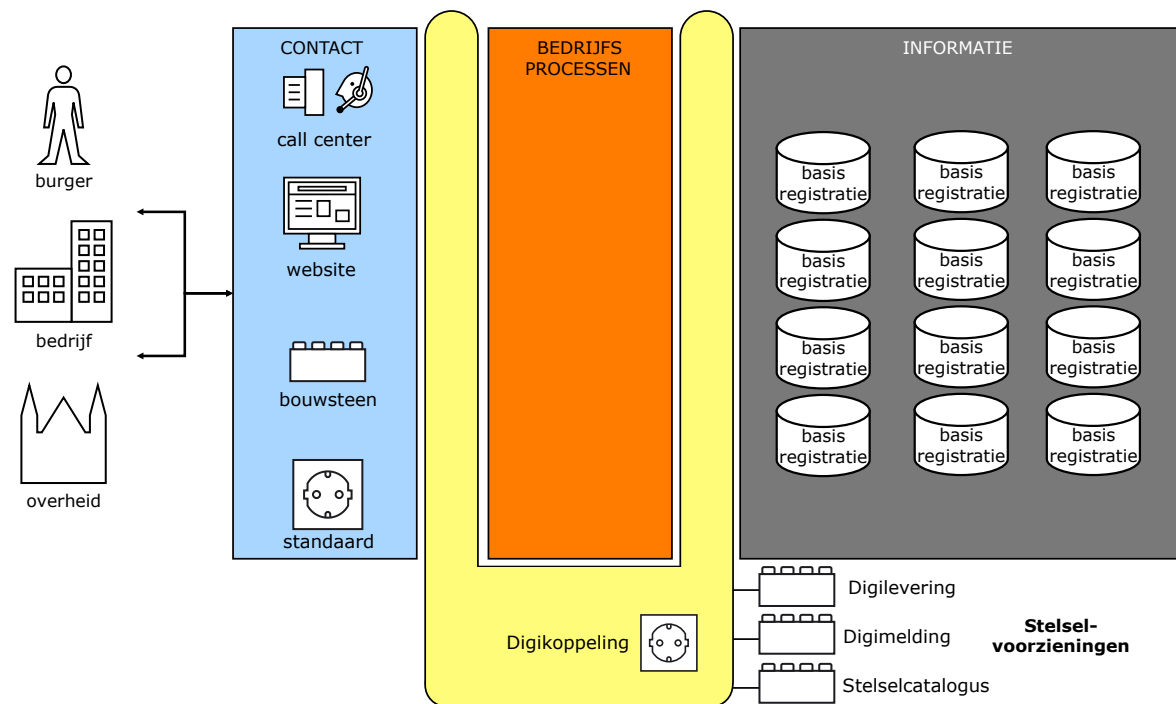 CONTACT
call center
website
bouwsteen
standaard
burger
bedrijf
overheid
BEDRIJFS
PROCESSEN
INFORMATIE
basis
registratie
basis
registratie
basis
registratie
basis
registratie
basis
registratie
basis
registratie
basis
registratie
basis
registratie
basis
registratie
basis
registratie
basis
registratie
basis
registratie
Digikoppeling
Digilevering
Digimelding
Stelselcatalogus
Stelsel-
voorzieningen